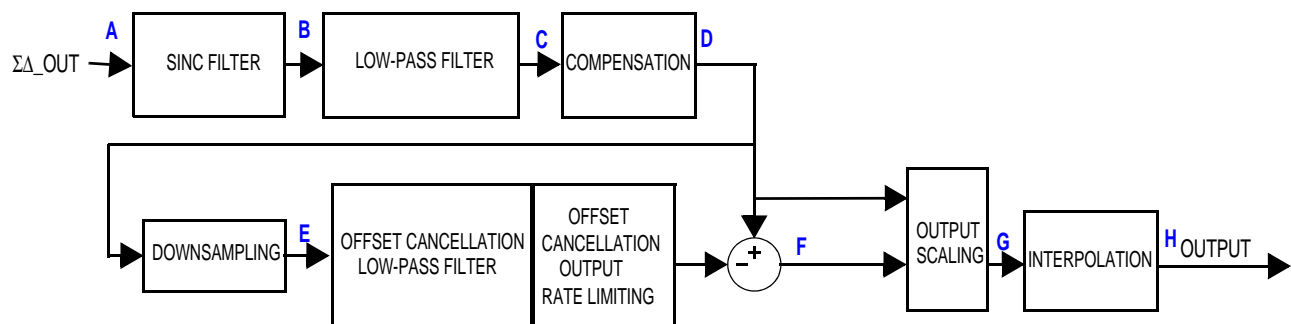 A
B
C
D
ΣΔ_OUT
SINC FILTER
LOW-PASS FILTER
COMPENSATION
E
DOWNSAMPLING
OFFSET CANCELLATION
LOW-PASS FILTER
OFFSET
CANCELLATION
OUTPUT
RATE LIMITING
+
−
F
OUTPUT
SCALING
G
INTERPOLATION
H
OUTPUT